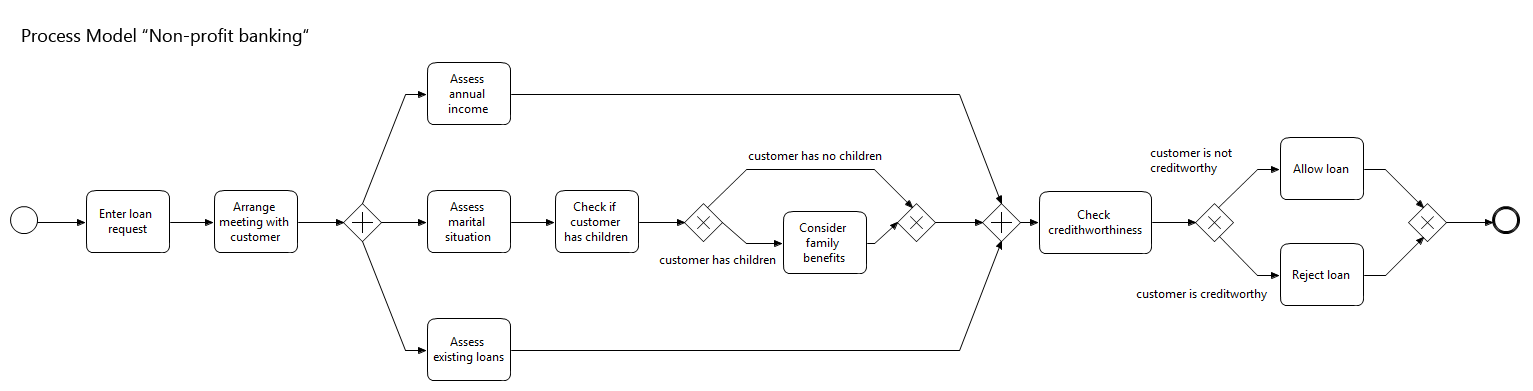 Process Model “Non-profit banking“
Assess
annual
income
customer has no children
customer is not
creditworthy
Allow loan
Enter loan
request
Arrange
meeting with
customer
Assess
marital
situation
Check if
customer
has children
Consider
family
benefits
Check
credithworthiness
customer has children
Reject loan
customer is creditworthy
Assess
existing loans